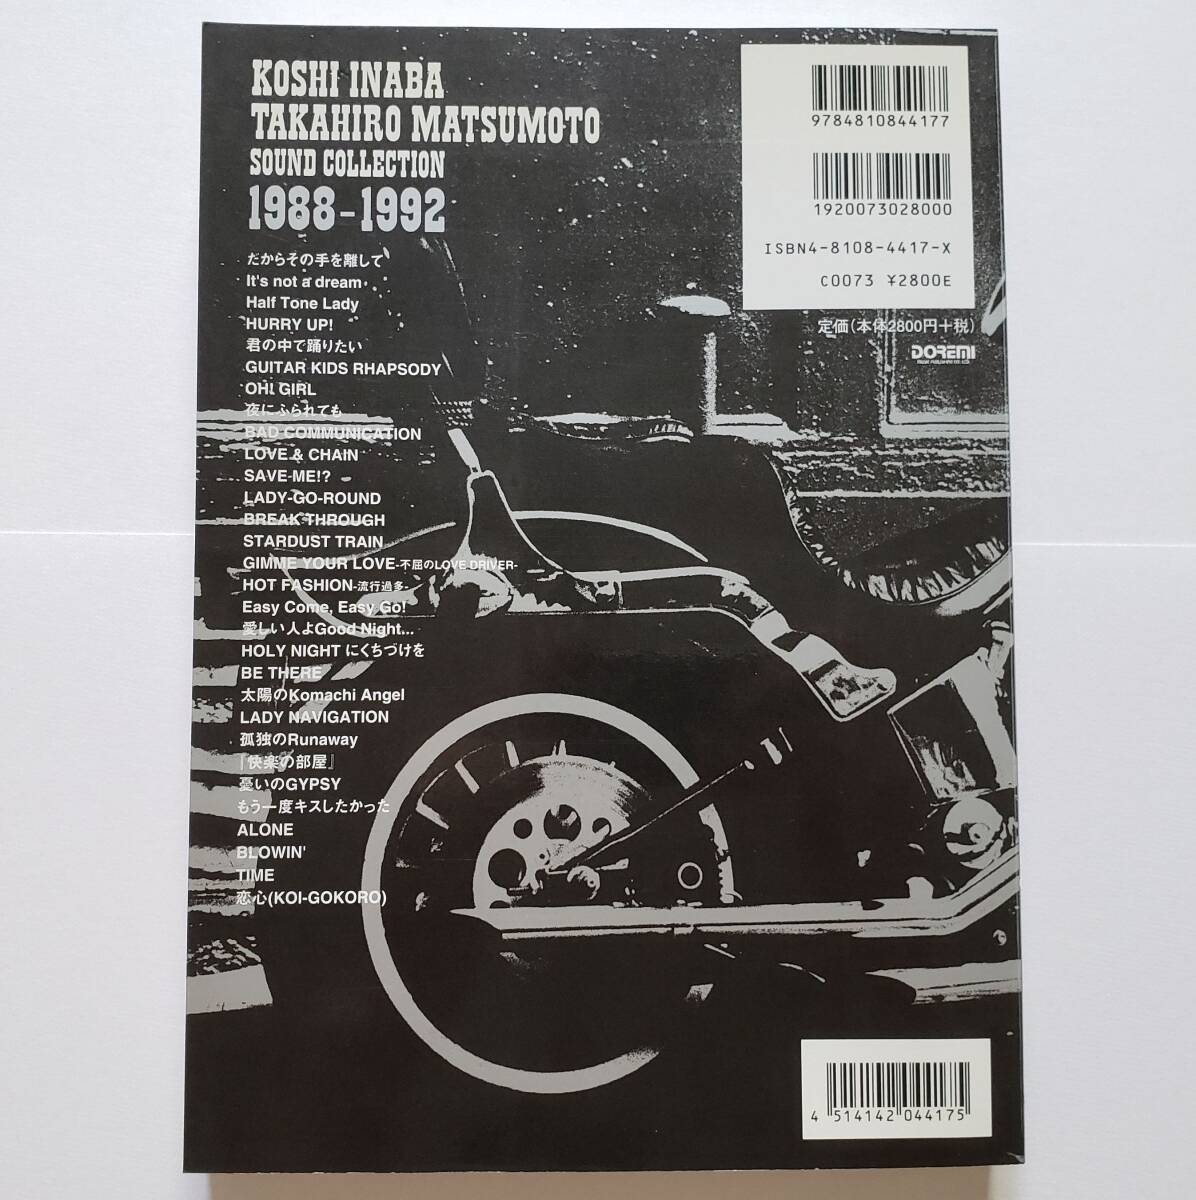 KOSHI INABA
TAKAHIRO MATSUMOTO
SOUND COLLECTION
1988-1992
だからその手を離して
It's not a dream
Half Tone Lady
HURRY UP!
君の中で踊りたい
GUITAR KIDS RHAPSODY
OH! GIRL
夜にふられても
BAD COMMUNICATION
LOVE & CHAIN
SAVE ME!?
LADY-GO-ROUND
BREAK THROUGH
STARDUST TRAIN
GIMME YOUR LOVE-不屈のLOVE DRIVER-
HOT FASHION-流行過多-
Easy Come, Easy Go!
愛しい人よGood Night...
HOLY NIGHT にくちづけを
BE THERE
太陽のKomachi Angel
LADY NAVIGATION
孤独のRunaway
『快楽の部屋』
憂いのGYPSY
もう一度キスしたかった
ALONE
BLOWIN'
TIME
恋心(KOI-GOKORO)
9784810844177
1920073028000
ISBN4-8108-4417-X
C0073 ¥2800E
定価(本体2800円+税)
DOREMI
4 514142 044175